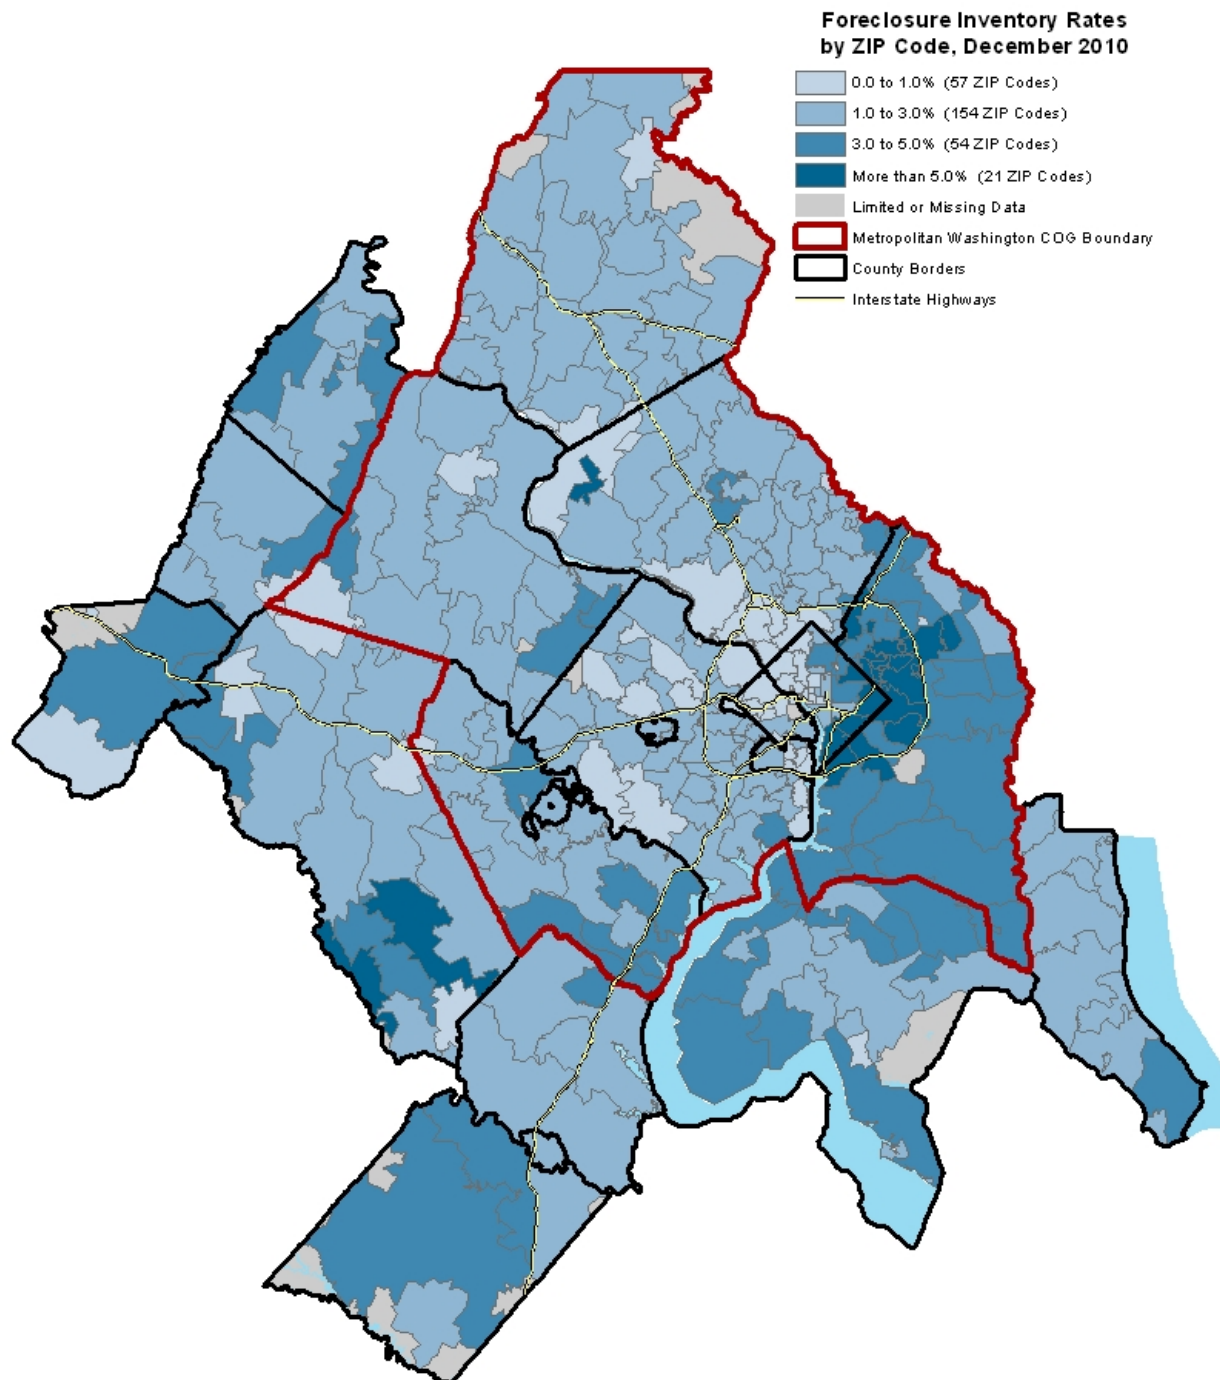 Foreclosure Inventory Rates
by ZIP Code, December 2010
0.0 to 1.0% (57 ZIP Codes)
1.0 to 3.0% (154 ZIP Codes)
3.0 to 5.0% (54 ZIP Codes)
More than 5.0% (21 ZIP Codes)
Limited or Missing Data
Metropolitan Washington COG Boundary
County Borders
Interstate Highways